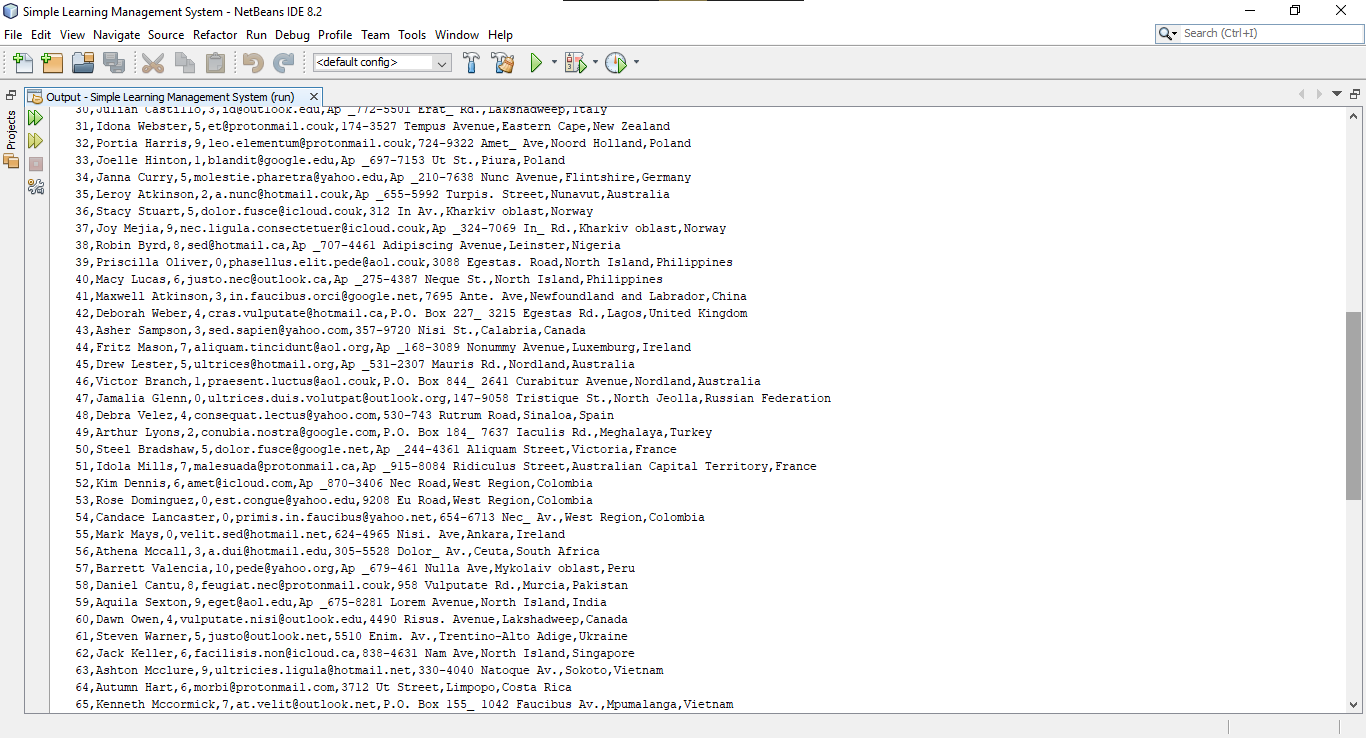 Simple Learning Management System - NetBeans IDE 8.2
File Edit View Navigate Source Refactor Run Debug Profile Team Tools Window Help
Search (Ctrl+I)
<default config>
Output - Simple Learning Management System (run)
Projects
30,Julian Castillo,3,id@outlook.edu,Ap _772-5501 Erat_ Rd.,Lakshadweep,Italy
31,Idona Webster,5,et@protonmail.couk,174-3527 Tempus Avenue,Eastern Cape,New Zealand
32,Portia Harris,9,leo.elementum@protonmail.couk,724-9322 Amet_ Ave,Noord Holland,Poland
33,Joelle Hinton,1,blandit@google.edu,Ap _697-7153 Ut St.,Piura,Poland
34,Janna Curry,5,molestie.pharetra@yahoo.edu,Ap _210-7638 Nunc Avenue,Flintshire,Germany
35,Leroy Atkinson,2,a.nunc@hotmail.couk,Ap _655-5992 Turpis. Street,Nunavut,Australia
36,Stacy Stuart,5,dolor.fusce@icloud.couk,312 In Av.,Kharkiv oblast,Norway
37,Joy Mejia,9,nec.ligula.consectetuer@icloud.couk,Ap _324-7069 In_ Rd.,Kharkiv oblast,Norway
38,Robin Byrd,8,sed@hotmail.ca,Ap _707-4461 Adipiscing Avenue,Leinster,Nigeria
39,Priscilla Oliver,0,phasellus.elit.pede@aol.couk,3088 Egestas. Road,North Island,Philippines
40,Macy Lucas,6,justo.nec@outlook.ca,Ap _275-4387 Neque St.,North Island,Philippines
41,Maxwell Atkinson,3,in.faucibus.orci@google.net,7695 Ante. Ave,Newfoundland and Labrador,China
42,Deborah Weber,4,cras.vulputate@hotmail.ca,P.O. Box 227_ 3215 Egestas Rd.,Lagos,United Kingdom
43,Asher Sampson,3,sed.sapien@yahoo.com,357-9720 Nisi St.,Calabria,Canada
44,Fritz Mason,7,aliquam.tincidunt@aol.org,Ap _168-3089 Nonummy Avenue,Luxemburg,Ireland
45,Drew Lester,5,ultrices@hotmail.org,Ap _531-2307 Mauris Rd.,Nordland,Australia
46,Victor Branch,1,praesent.luctus@aol.couk,P.O. Box 844_ 2641 Curabitur Avenue,Nordland,Australia
47,Jamalia Glenn,0,ultrices.duis.volutpat@outlook.org,147-9058 Tristique St.,North Jeolla,Russian Federation
48,Debra Velez,4,consequat.lectus@yahoo.com,530-743 Rutrum Road,Sinaloa,Spain
49,Arthur Lyons,2,conubia.nostra@google.com,P.O. Box 184_ 7637 Iaculis Rd.,Meghalaya,Turkey
50,Steel Bradshaw,5,dolor.fusce@google.net,Ap _244-4361 Aliquam Street,Victoria,France
51,Idola Mills,7,malesuada@protonmail.ca,Ap _915-8084 Ridiculus Street,Australian Capital Territory,France
52,Kim Dennis,6,amet@icloud.com,Ap _870-3406 Nec Road,West Region,Colombia
53,Rose Dominguez,0,est.congue@yahoo.edu,9208 Eu Road,West Region,Colombia
54,Candace Lancaster,0,primis.in.faucibus@yahoo.net,654-6713 Nec_ Av.,West Region,Colombia
55,Mark Mays,0,velit.sed@hotmail.net,624-4965 Nisi. Ave,Ankara,Ireland
56,Athena Mccall,3,a.dui@hotmail.edu,305-5528 Dolor_ Av.,Ceuta,South Africa
57,Barrett Valencia,10,pede@yahoo.org,Ap _679-461 Nulla Ave,Mykolaiv oblast,Peru
58,Daniel Cantu,8,feugiat.nec@protonmail.couk,958 Vulputate Rd.,Murcia,Pakistan
59,Aquila Sexton,9,eget@aol.edu,Ap _675-8281 Lorem Avenue,North Island,India
60,Dawn Owen,4,vulputate.nisi@outlook.edu,4490 Risus. Avenue,Lakshadweep,Canada
61,Steven Warner,5,justo@outlook.net,5510 Enim. Av.,Trentino-Alto Adige,Ukraine
62,Jack Keller,6,facilisis.non@icloud.ca,838-4631 Nam Ave,North Island,Singapore
63,Ashton Mcclure,9,ultricies.ligula@hotmail.net,330-4040 Natoque Av.,Sokoto,Vietnam
64,Autumn Hart,6,morbi@protonmail.com,3712 Ut Street,Limpopo,Costa Rica
65,Kenneth Mccormick,7,at.velit@outlook.net,P.O. Box 155_ 1042 Faucibus Av.,Mpumalanga,Vietnam